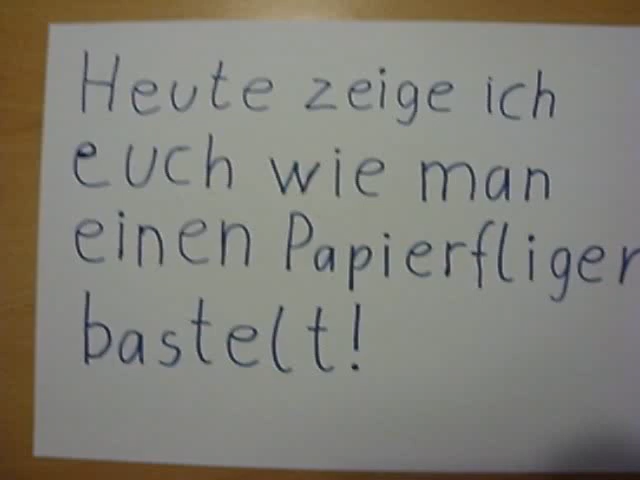 Heute zeige ich
euch wie man
einen Papierfliger
bastelt!